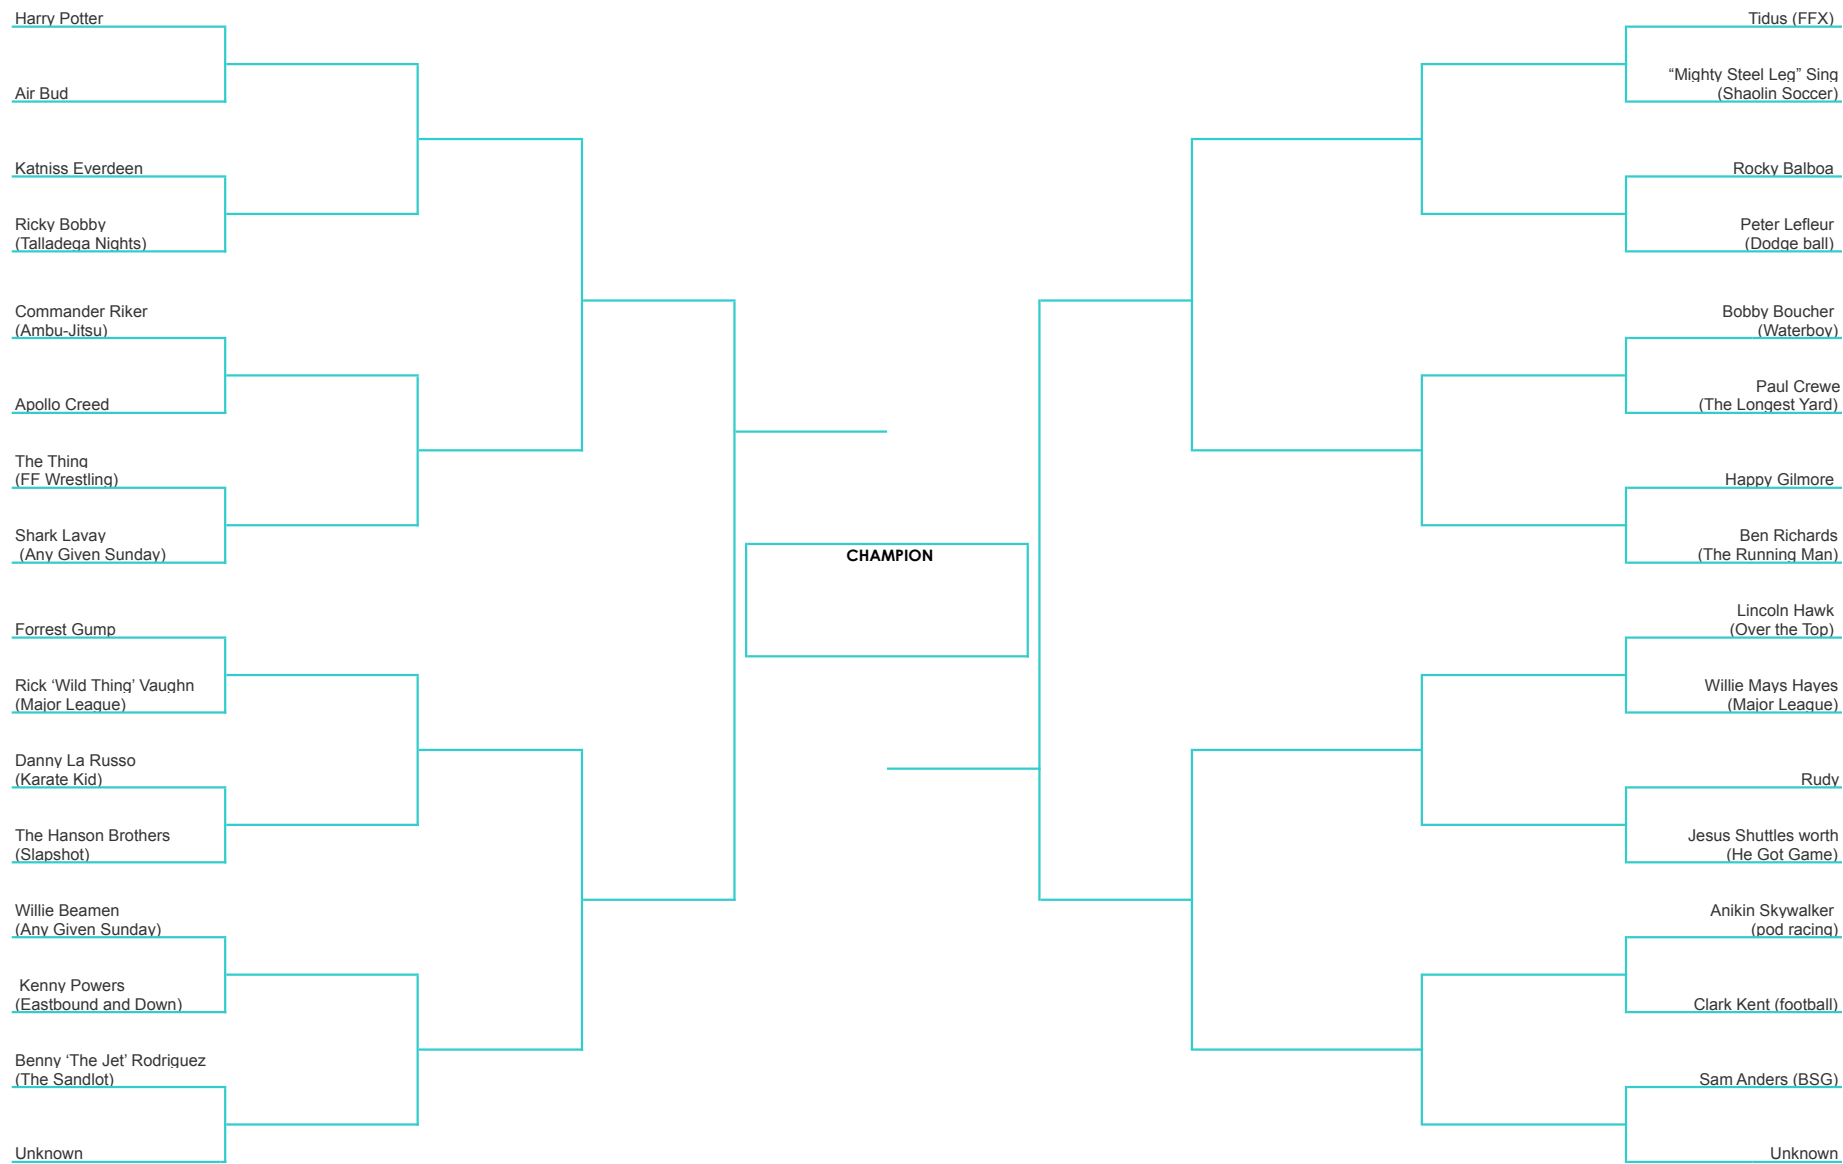 Harry Potter
Air Bud
Katniss Everdeen
Ricky Bobby
(Talladega Nights)
Commander Riker
(Ambu-Jitsu)
Apollo Creed
The Thing
(FF Wrestling)
Shark Lavay
(Any Given Sunday)
Forrest Gump
Rick ‘Wild Thing’ Vaughn
(Major League)
Danny La Russo
(Karate Kid)
The Hanson Brothers
(Slapshot)
Willie Beamen
(Any Given Sunday)
Kenny Powers
(Eastbound and Down)
Benny ‘The Jet’ Rodriguez
(The Sandlot)
Unknown
CHAMPION
Tidus (FFX)
“Mighty Steel Leg” Sing
(Shaolin Soccer)
Rocky Balboa
Peter Lefleur
(Dodge ball)
Bobby Boucher
(Waterboy)
Paul Crewe
(The Longest Yard)
Happy Gilmore
Ben Richards
(The Running Man)
Lincoln Hawk
(Over the Top)
Willie Mays Hayes
(Major League)
Rudy
Jesus Shuttles worth
(He Got Game)
Anikin Skywalker
(pod racing)
Clark Kent (football)
Sam Anders (BSG)
Unknown